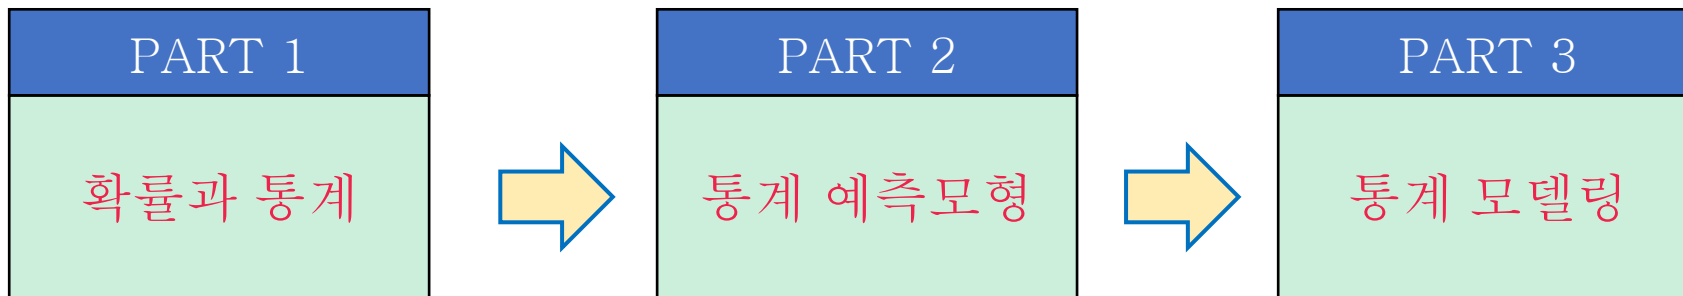 PART 1
확률과 통계
PART 2
통계 예측모형
PART 3
통계 모델링